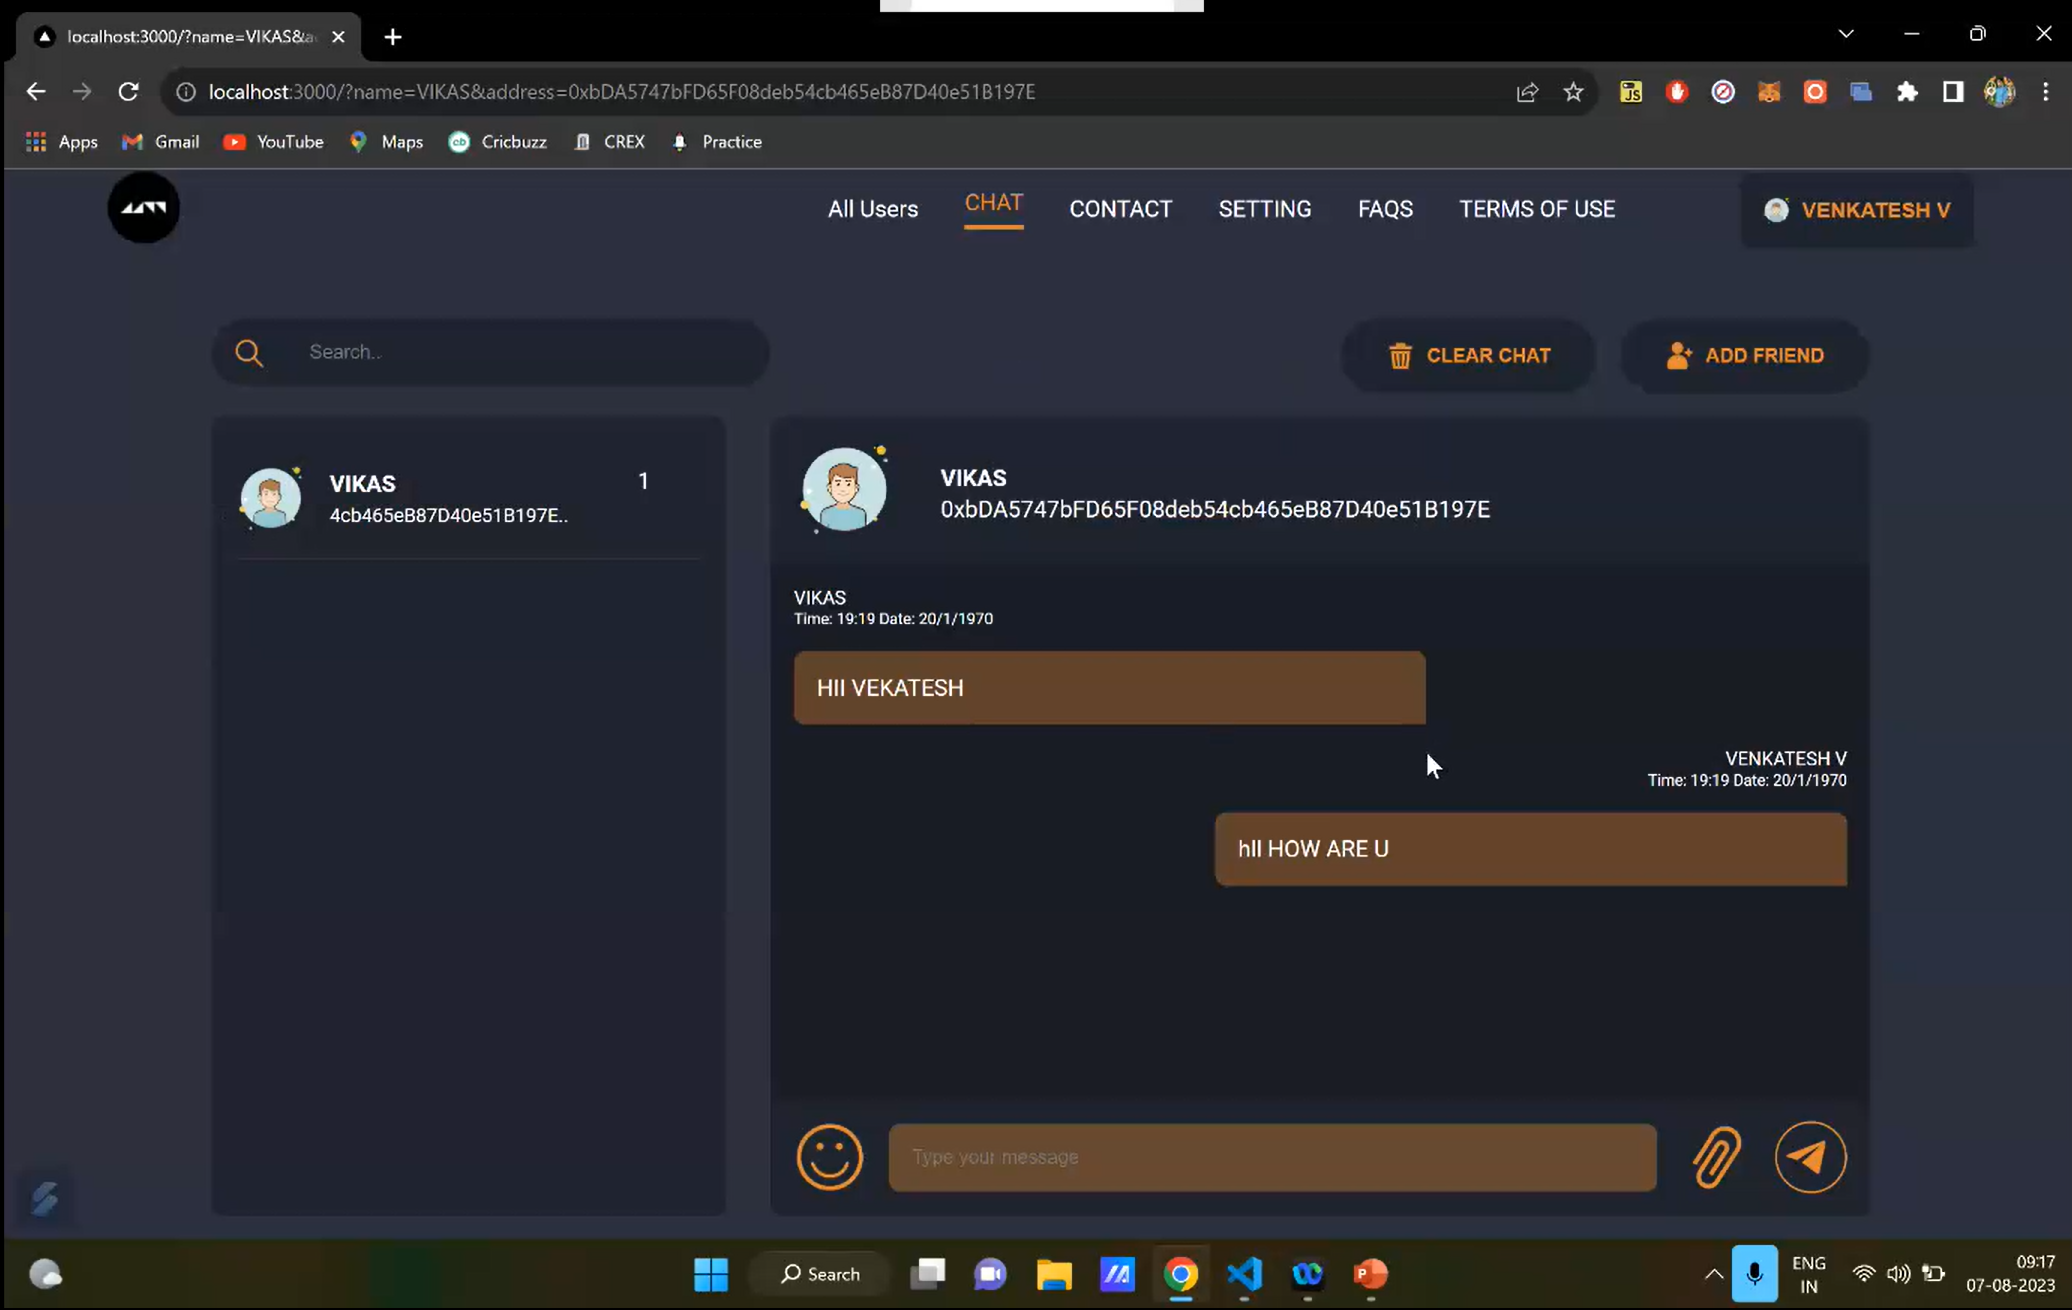 localhost:3000/?name=VIKAS&a
localhost:3000/?name=VIKAS&address=0xbDA5747bFD65F08deb54cb465eB87D40e51B197E
JS
Apps
Gmail
YouTube
cb
Cricbuzz
CREX
Practice
Maps
All Users
CHAT
CONTACT
SETTING
FAQS
TERMS OF USE
VENKATESH V
Search..
CLEAR CHAT
ADD FRIEND
VIKAS
1
4cb465eB87D40e51B197E..
VIKAS
0xbDA5747bFD65F08deb54cb465eB87D40e51B197E
VIKAS
Time: 19:19 Date: 20/1/1970
HII VEKATESH
VENKATESH V
Time: 19:19 Date: 20/1/1970
hII HOW ARE U
Type your message
Search
P
ENG
IN
09:17
07-08-2023